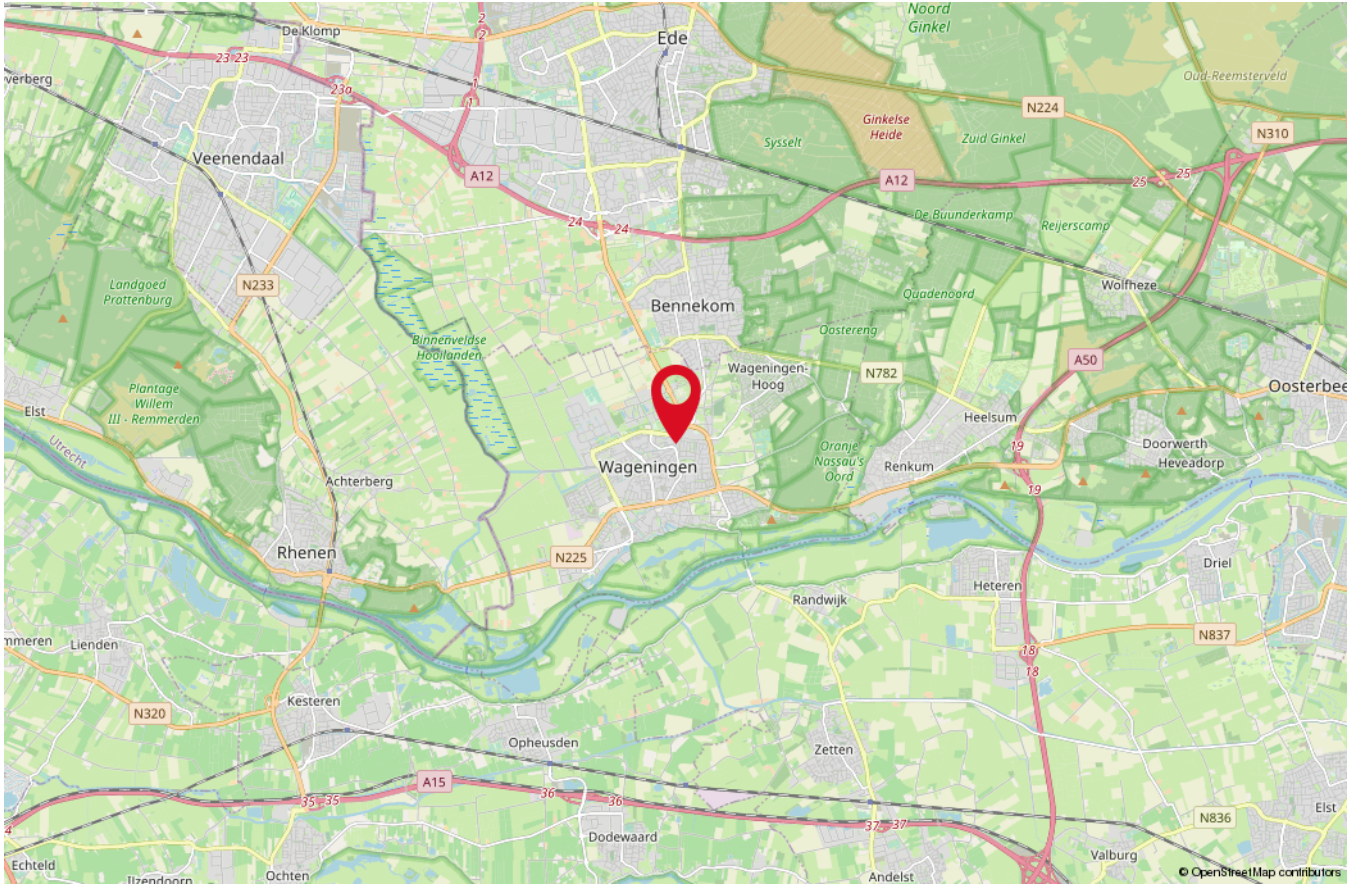 De Klomp
2
2
Ede
Noord
Ginkel
23 23
1
1
Oud-Reemsterveld
23a
N224
Ginkelse
Heide
Sysselt
Zuid Ginkel
N310
Veenendaal
A12
A12
25
25
De Buunderkamp
24
24
Reijerscamp
Landgoed
Prattenburg
N233
Quadenoord
Wolfheze
Bennekom
Oostereng
Binnenveldse
Hooilanden
A50
Wageningen-
Hoog
N782
Plantage
Willem
III - Remmerden
Oosterbee
Elst
Heelsum
Utrecht
19
Doorwerth
Oranje
Nassau's
Oord
Wageningen
Renkum
Heveadorp
Achterberg
19
Rhenen
N225
Driel
Heteren
Randwijk
N837
mmeren
Lienden
18
18
Kesteren
N320
Opheusden
Zetten
A15
35
35
36
36
Elst
N836
4
37
37
Dodewaard
Valburg
Echteld
IJzendoorn
Ochten
Andelst
© OpenStreetMap contributors